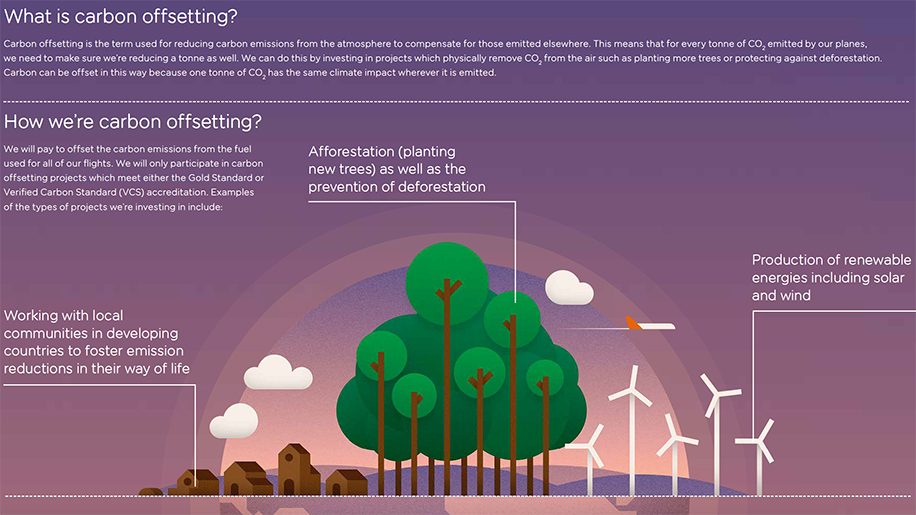 What is carbon offsetting?
Carbon offsetting is the term used for reducing carbon emissions from the atmosphere to compensate for those emitted elsewhere. This means that for every tonne of CO₂ emitted by our planes,
we need to make sure we're reducing a tonne as well. We can do this by investing in projects which physically remove CO₂ from the air such as planting more trees or protecting against deforestation.
Carbon can be offset in this way because one tonne of CO₂ has the same climate impact wherever it is emitted.
How we're carbon offsetting?
We will pay to offset the carbon emissions from the fuel
used for all of our flights. We will only participate in carbon
offsetting projects which meet either the Gold Standard or
Verified Carbon Standard (VCS) accreditation. Examples
of the types of projects we're investing in include:
Afforestation (planting
new trees) as well as the
prevention of deforestation
Production of renewable
energies including solar
and wind
Working with local
communities in developing
countries to foster emission
reductions in their way of life